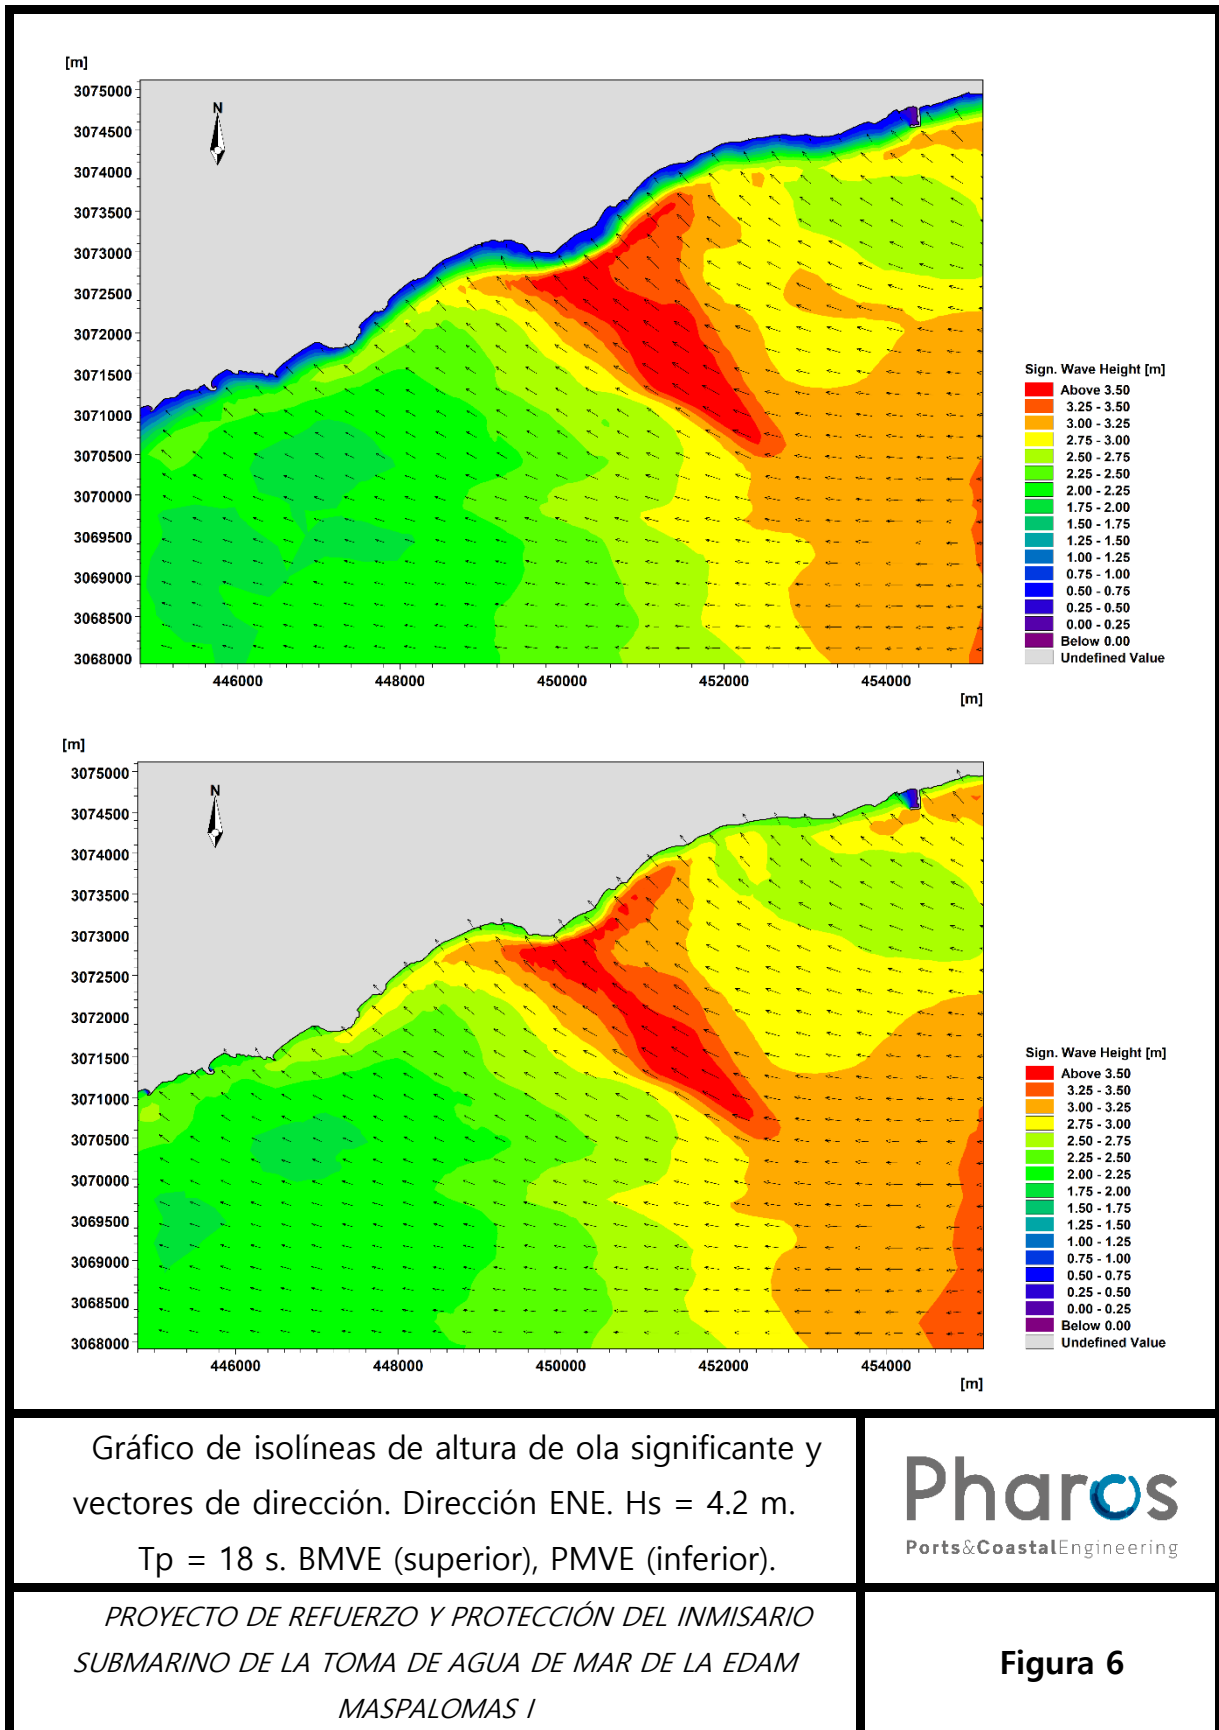 [m]
3075000
N
3074500
3074000
3073500
3073000
3072500
3072000
3071500
3071000
3070500
3070000
3069500
3069000
3068500
3068000
446000 448000 450000 452000 454000
[m]
Sign. Wave Height [m]
Above 3.50
3.25 - 3.50
3.00 - 3.25
2.75 - 3.00
2.50 - 2.75
2.25 - 2.50
2.00 - 2.25
1.75 - 2.00
1.50 - 1.75
1.25 - 1.50
1.00 - 1.25
0.75 - 1.00
0.50 - 0.75
0.25 - 0.50
0.00 - 0.25
Below 0.00
Undefined Value
[m]
3075000
N
3074500
3074000
3073500
3073000
3072500
3072000
3071500
3071000
3070500
3070000
3069500
3069000
3068500
3068000
446000 448000 450000 452000 454000
[m]
Sign. Wave Height [m]
Above 3.50
3.25 - 3.50
3.00 - 3.25
2.75 - 3.00
2.50 - 2.75
2.25 - 2.50
2.00 - 2.25
1.75 - 2.00
1.50 - 1.75
1.25 - 1.50
1.00 - 1.25
0.75 - 1.00
0.50 - 0.75
0.25 - 0.50
0.00 - 0.25
Below 0.00
Undefined Value
Gráfico de isolíneas de altura de ola significante y
vectores de dirección. Dirección ENE. Hs = 4.2 m.
Tp = 18 s. BMVE (superior), PMVE (inferior).
Pharos
Ports&CoastalEngineering
PROYECTO DE REFUERZO Y PROTECCIÓN DEL INMISARIO
SUBMARINO DE LA TOMA DE AGUA DE MAR DE LA EDAM
MASPALOMAS I
Figura 6